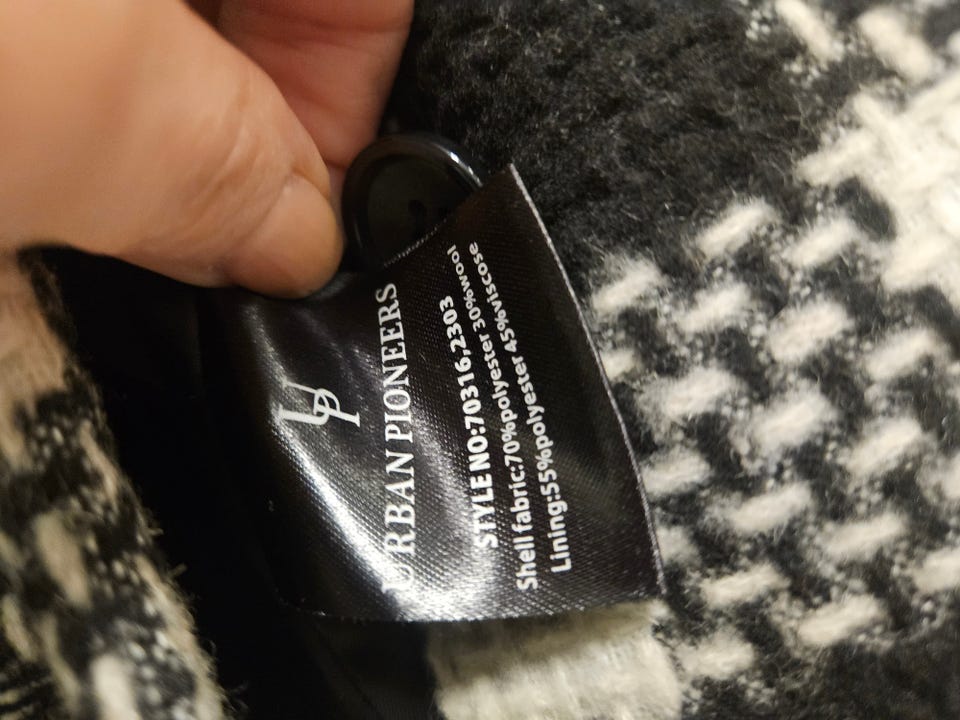 UP
URBAN PIONEERS
STYLE NO:70316,2303
Shell fabric:70%polyester 30%wool
Lining:55%polyester 45%viscose